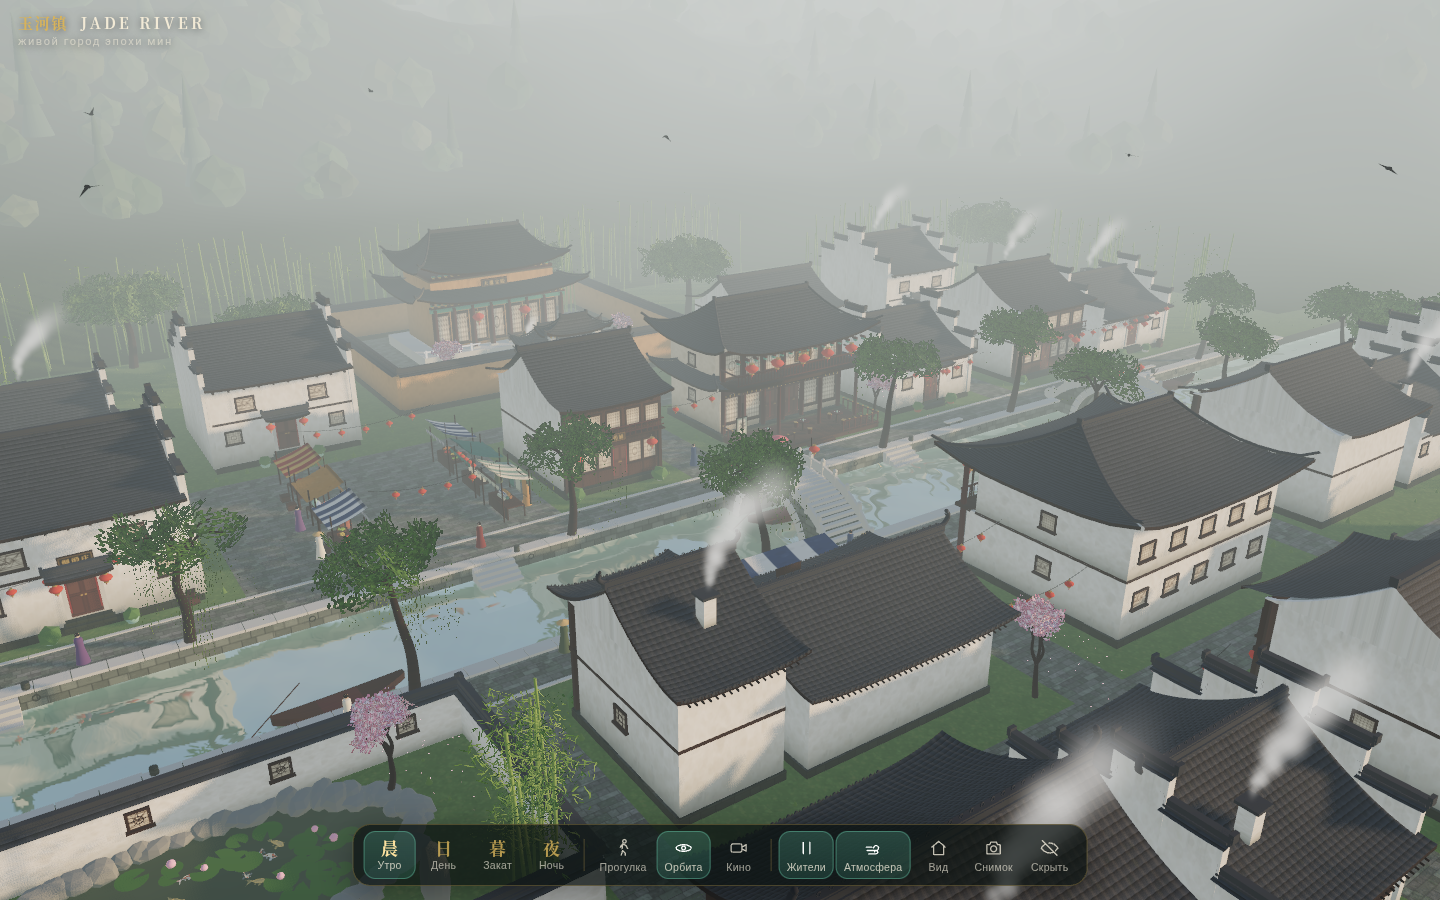 玉河镇 JADE RIVER
живой город эпохи мин
晨 日 暮 夜
Утро День Закат Ночь Прогулка Орбита Кино Жители Атмосфера Вид Снимок Скрыть